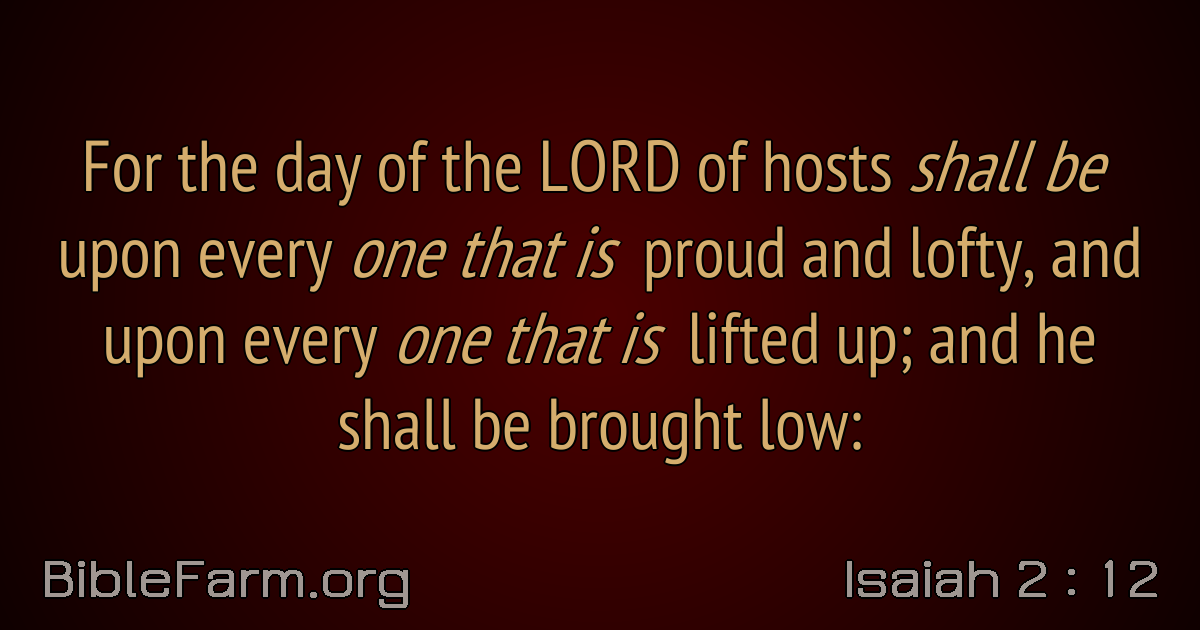 For the day of the LORD of hosts shall be
upon every one that is proud and lofty, and
upon every one that is lifted up; and he
shall be brought low:
BibleFarm.org
Isaiah 2 : 12